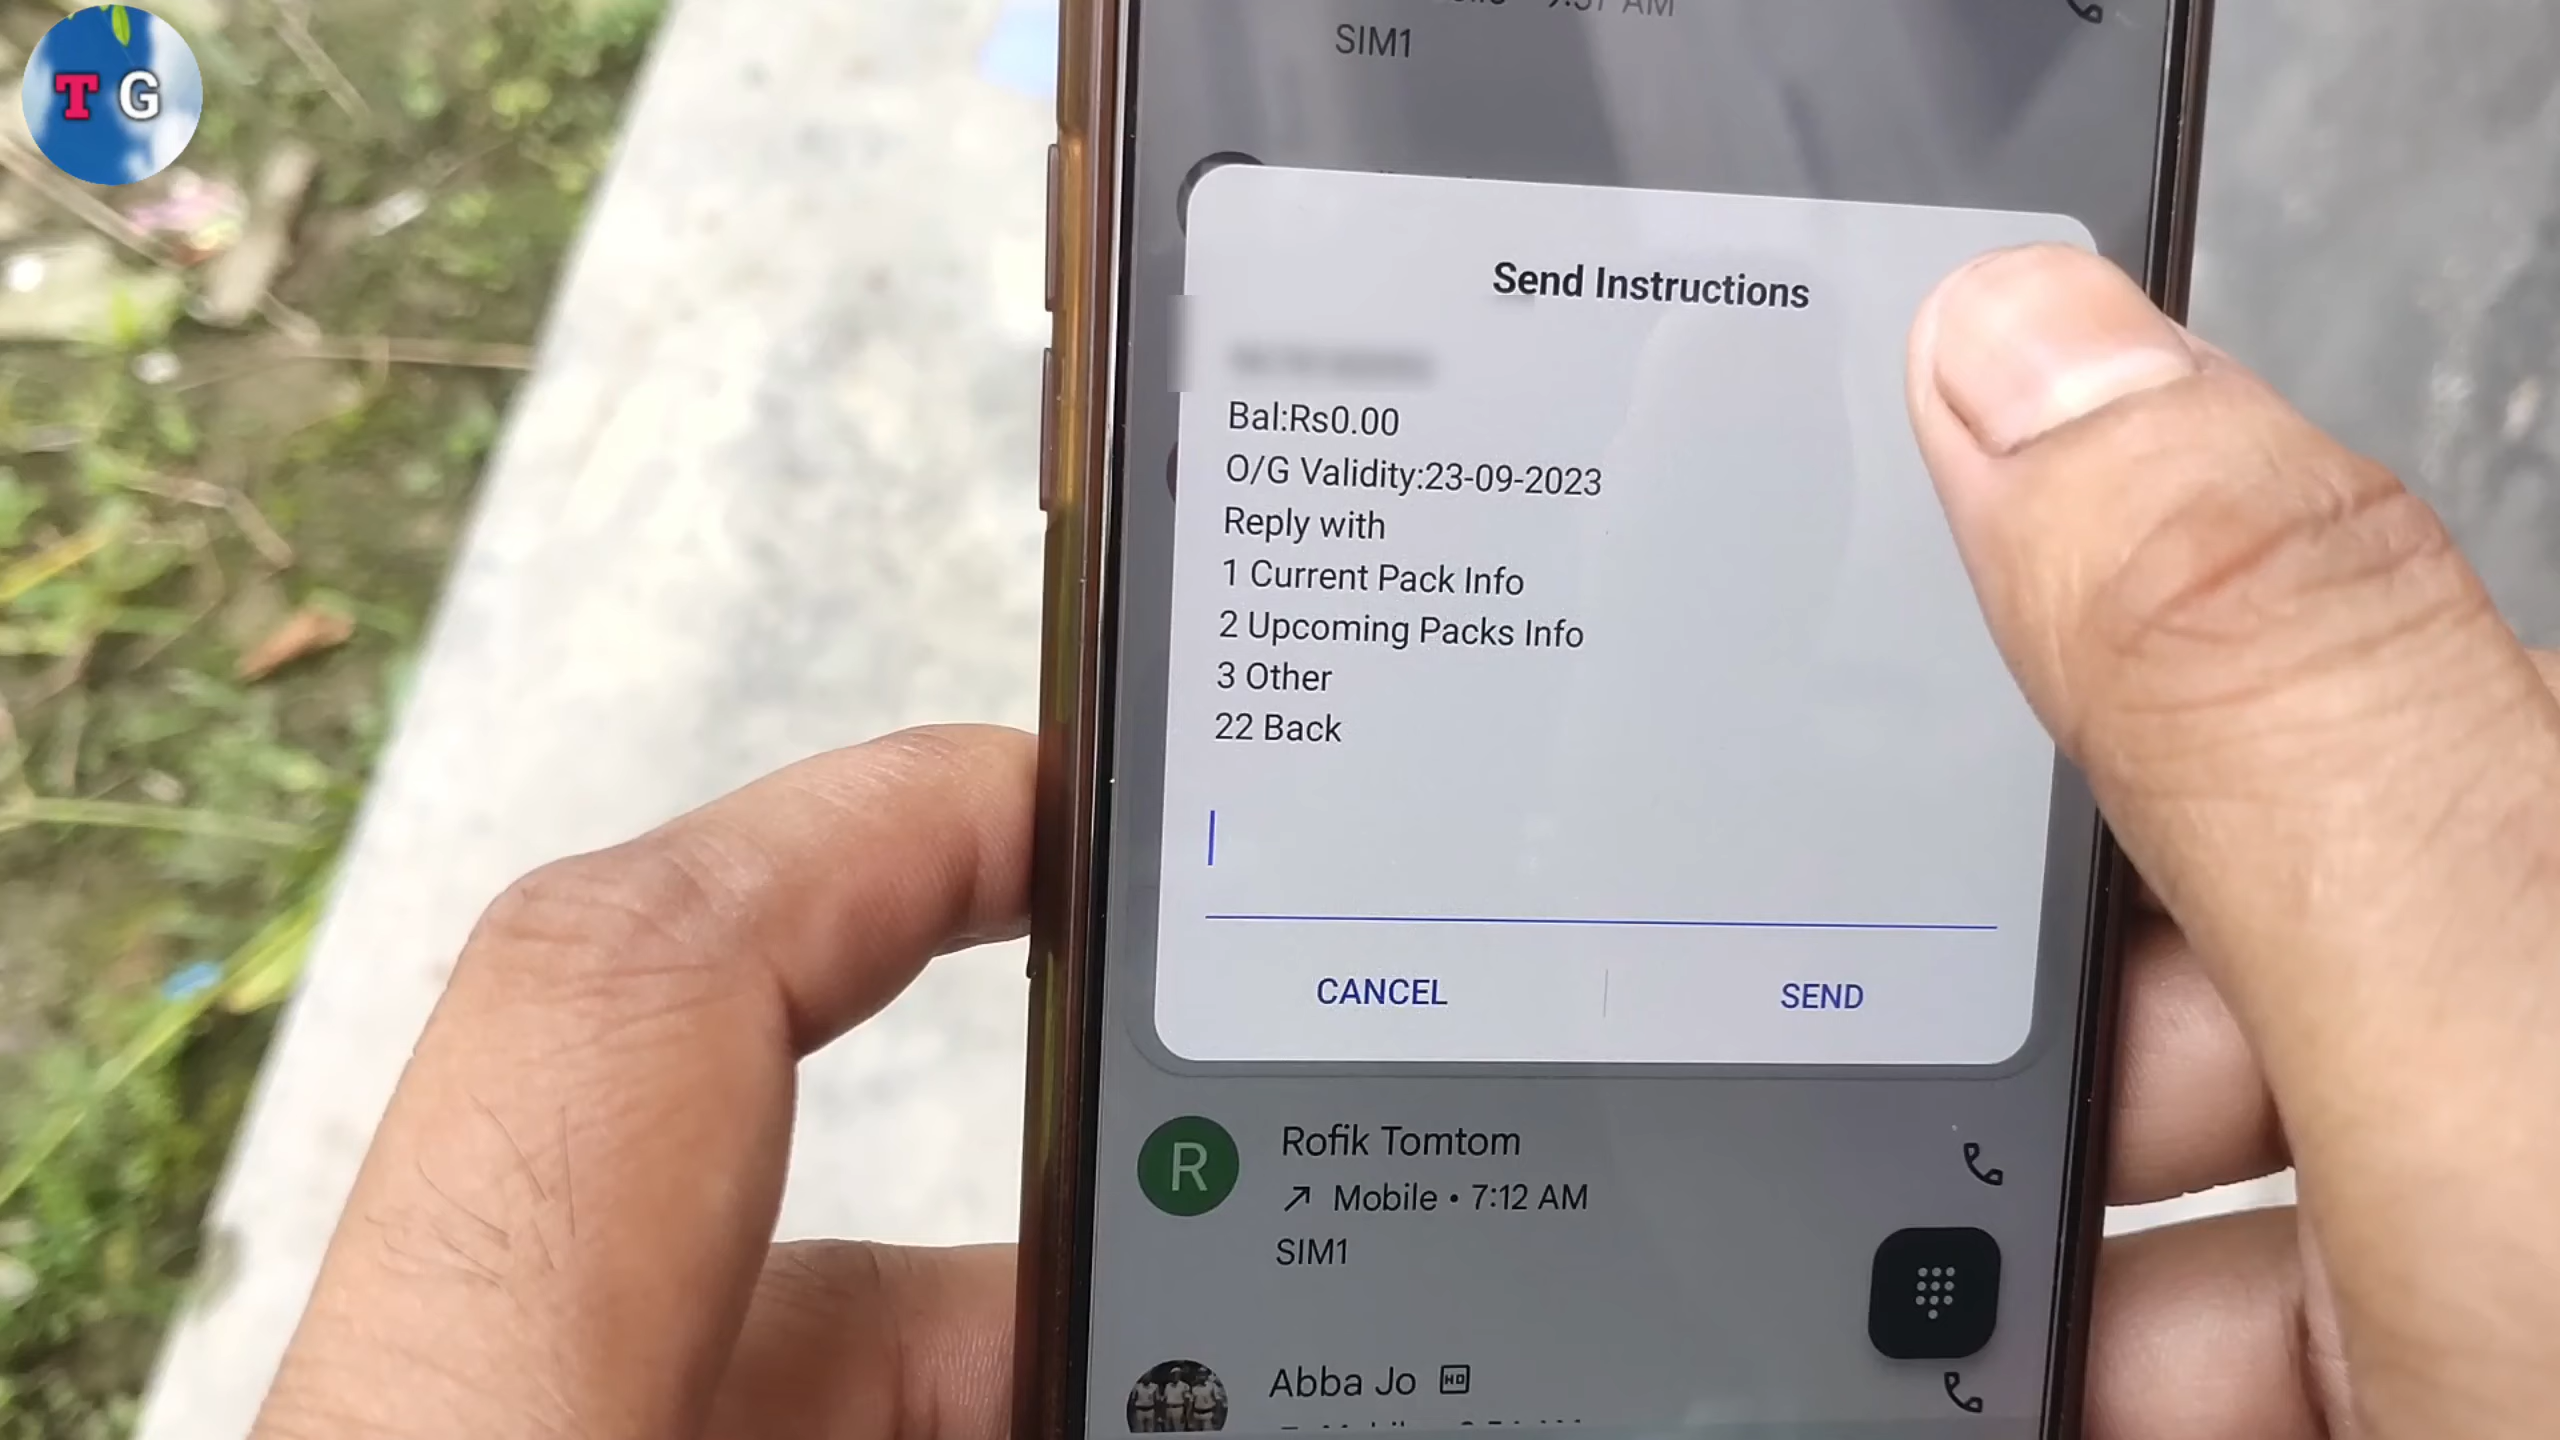 T G
SIM1
Send Instructions
Bal:Rs0.00
O/G Validity:23-09-2023
Reply with
1 Current Pack Info
2 Upcoming Packs Info
3 Other
22 Back
CANCEL
SEND
R
Rofik Tomtom
Mobile • 7:12 AM
SIM1
Abba Jo HD